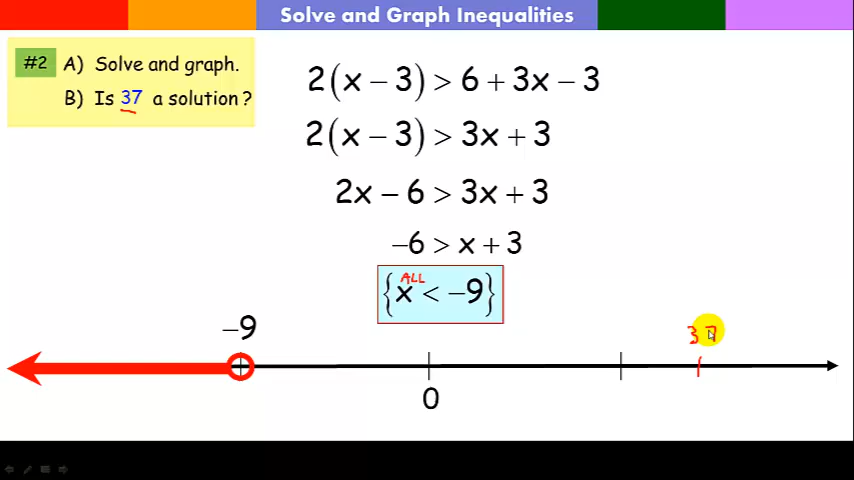 Solve and Graph Inequalities
#2 A) Solve and graph.
B) Is 37 a solution?
2(x − 3) > 6 + 3x − 3
2(x − 3) > 3x + 3
2x − 6 > 3x + 3
−6 > x + 3
ALL
{x < −9}
−9
37
0